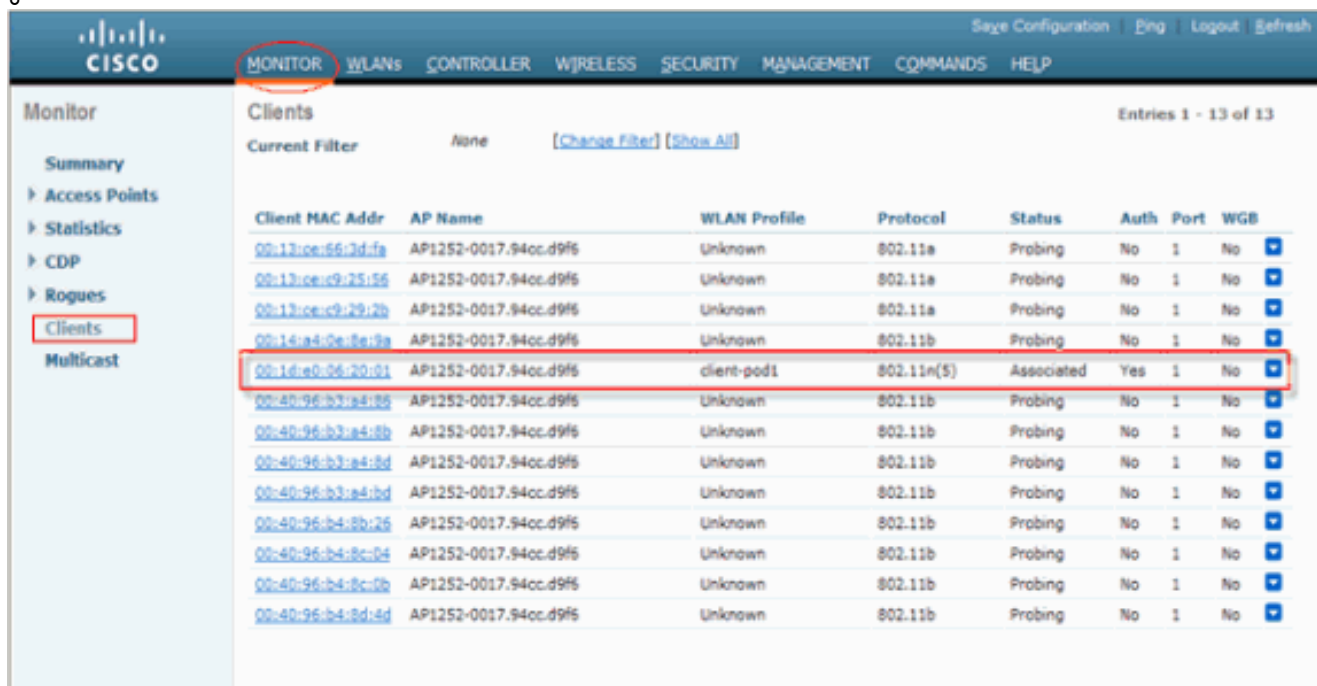 Save Configuration | Ping | Logout | Refresh
CISCO
MONITOR WLANs CONTROLLER WIRELESS SECURITY MANAGEMENT COMMANDS HELP
Monitor
Summary
Access Points
Statistics
CDP
Rogues
Clients
Multicast
Clients
Entries 1 - 13 of 13
Current Filter None [Change Filter] [Show All]
Client MAC Addr AP Name WLAN Profile Protocol Status Auth Port WGB
00:13:ce:66:3d:fa AP1252-0017.94cc.d9f6 Unknown 802.11a Probing No 1 No
00:13:ce:c9:25:56 AP1252-0017.94cc.d9f6 Unknown 802.11a Probing No 1 No
00:13:ce:c9:29:2b AP1252-0017.94cc.d9f6 Unknown 802.11a Probing No 1 No
00:14:a4:0e:8e:9a AP1252-0017.94cc.d9f6 Unknown 802.11b Probing No 1 No
00:1d:e0:06:20:01 AP1252-0017.94cc.d9f6 client-pod1 802.11n(5) Associated Yes 1 No
00:40:96:b3:a4:86 AP1252-0017.94cc.d9f6 Unknown 802.11b Probing No 1 No
00:40:96:b3:a4:8b AP1252-0017.94cc.d9f6 Unknown 802.11b Probing No 1 No
00:40:96:b3:a4:8d AP1252-0017.94cc.d9f6 Unknown 802.11b Probing No 1 No
00:40:96:b3:a4:bd AP1252-0017.94cc.d9f6 Unknown 802.11b Probing No 1 No
00:40:96:b4:8b:26 AP1252-0017.94cc.d9f6 Unknown 802.11b Probing No 1 No
00:40:96:b4:8c:04 AP1252-0017.94cc.d9f6 Unknown 802.11b Probing No 1 No
00:40:96:b4:8c:0b AP1252-0017.94cc.d9f6 Unknown 802.11b Probing No 1 No
00:40:96:b4:8d:4d AP1252-0017.94cc.d9f6 Unknown 802.11b Probing No 1 No